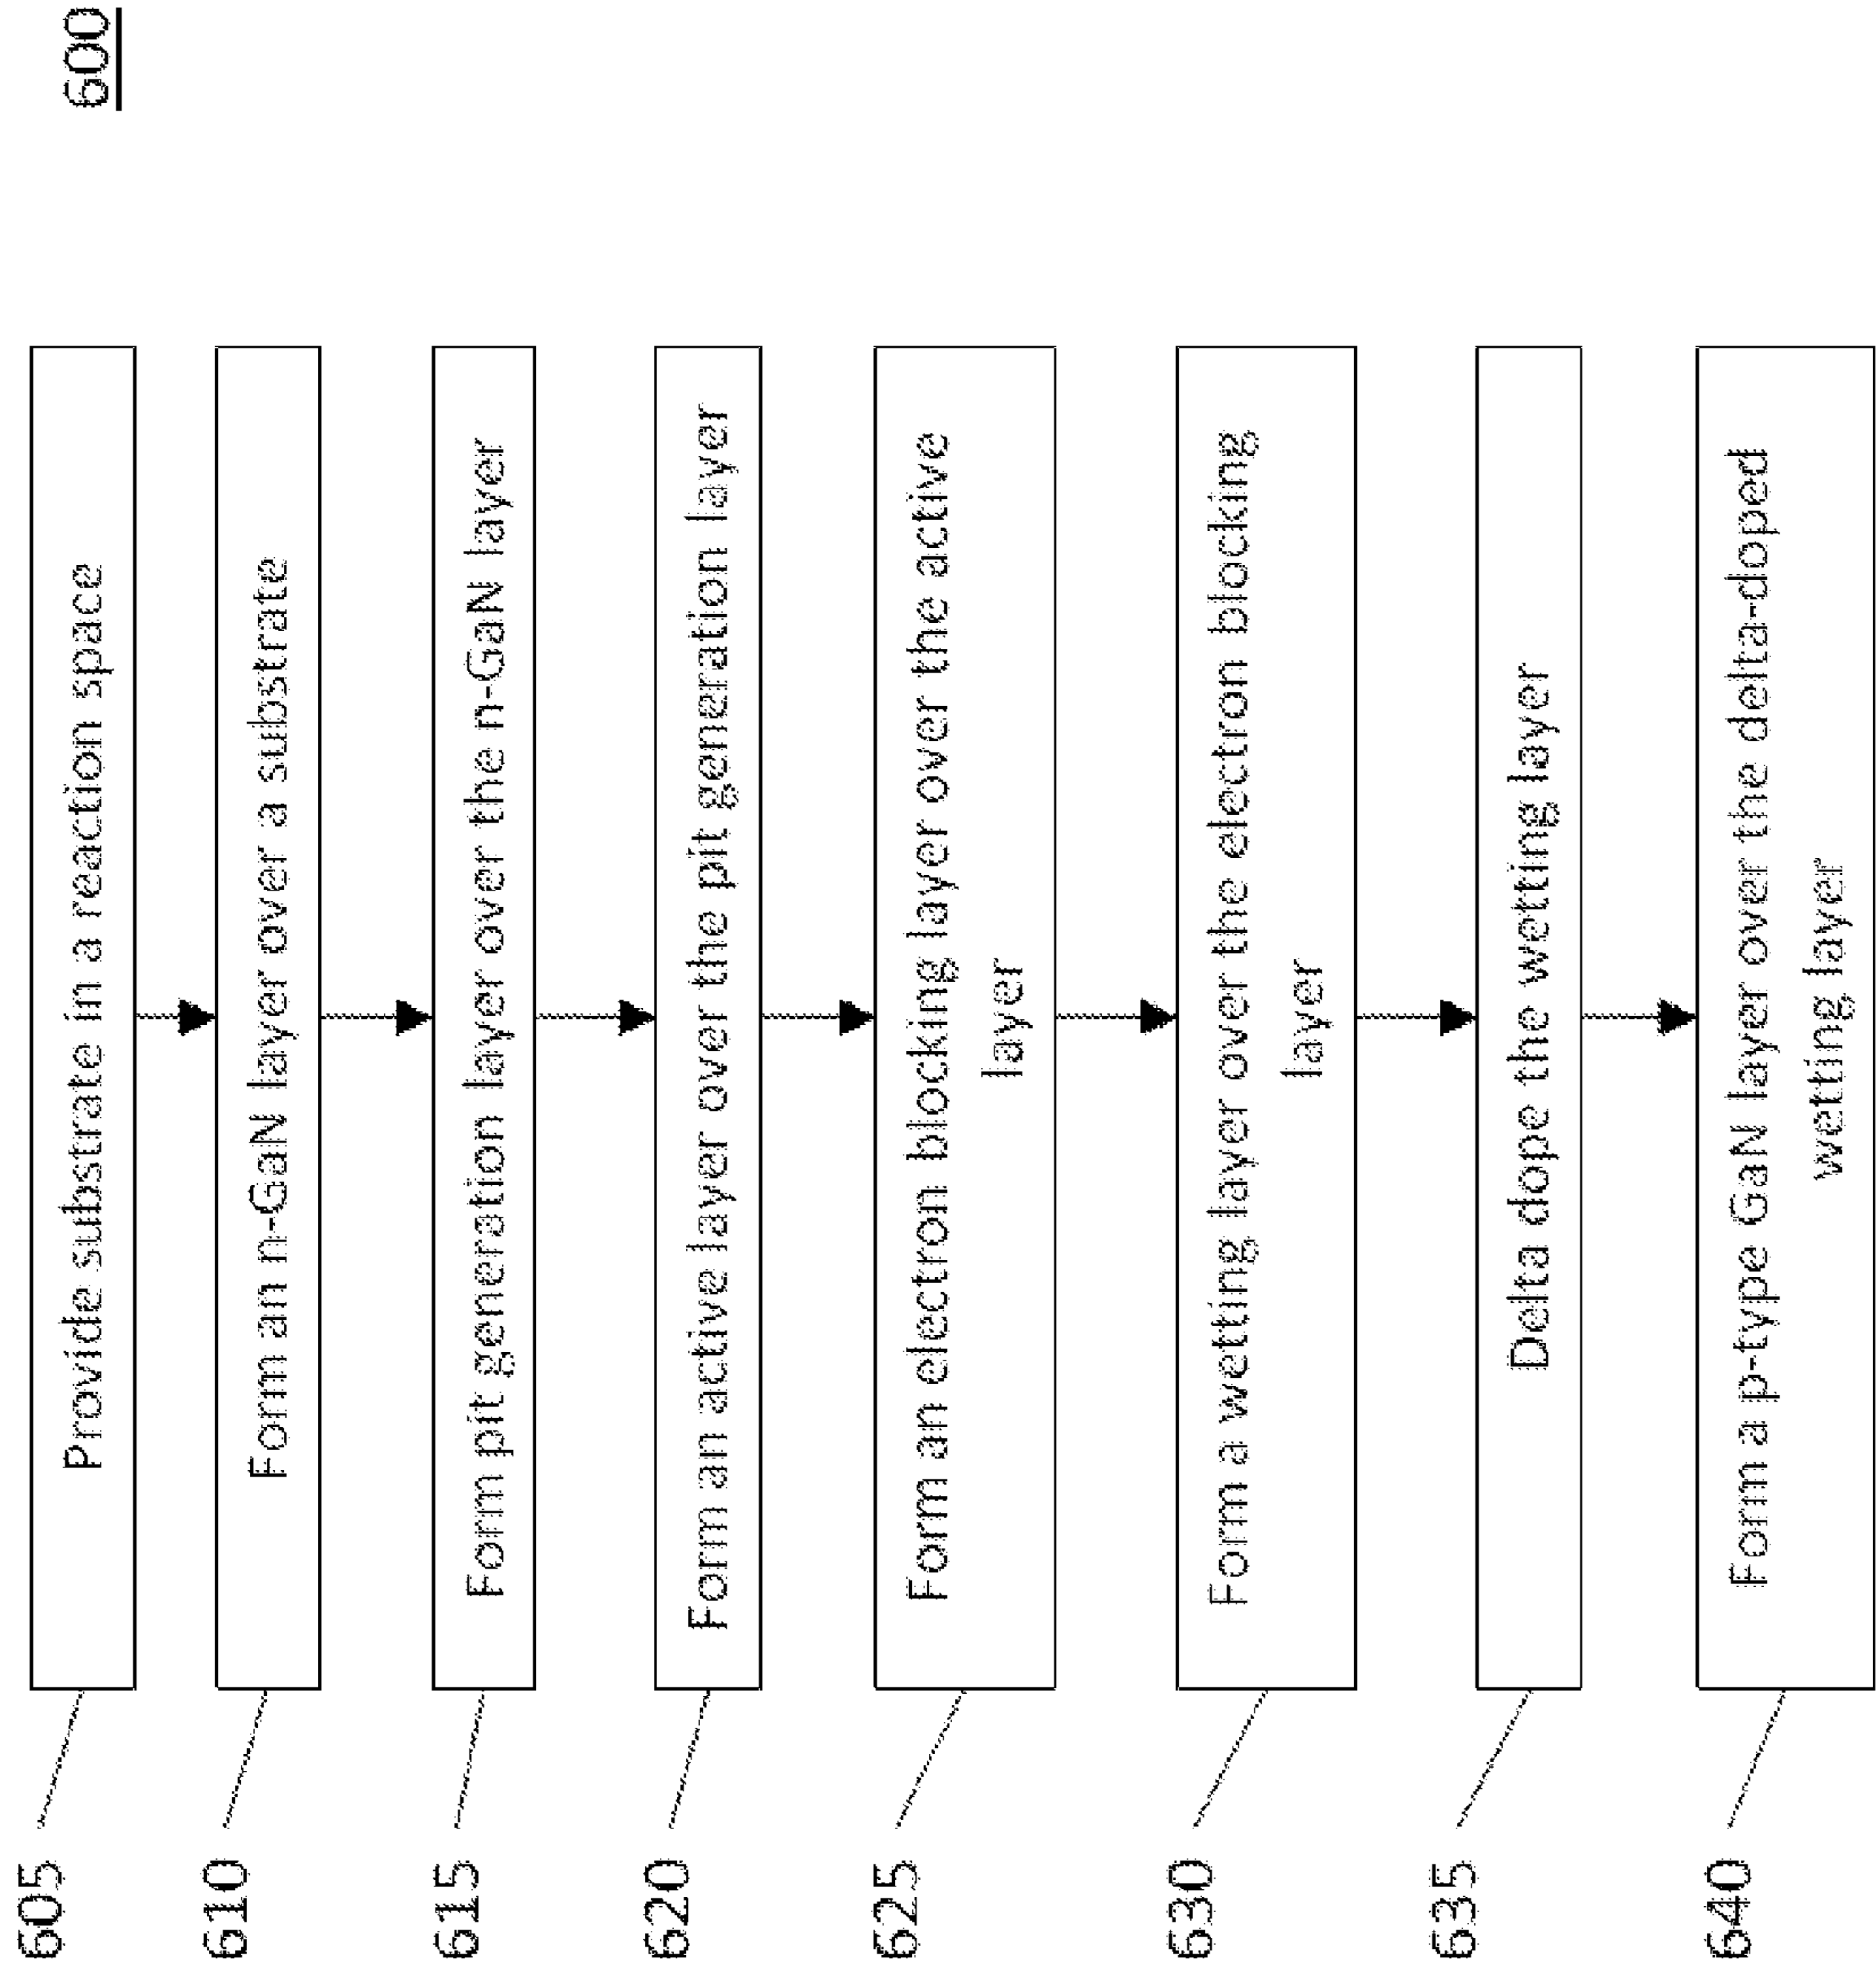 600
605
Provide substrate in a reaction space
610
Form an n-GaN layer over a substrate
615
Form pit generation layer over the n-GaN layer
620
Form an active layer over the pit generation layer
625
Form an electron blocking layer over the active
layer
630
Form a wetting layer over the electron blocking
layer
635
Delta dope the wetting layer
640
Form a p-type GaN layer over the delta-doped
wetting layer